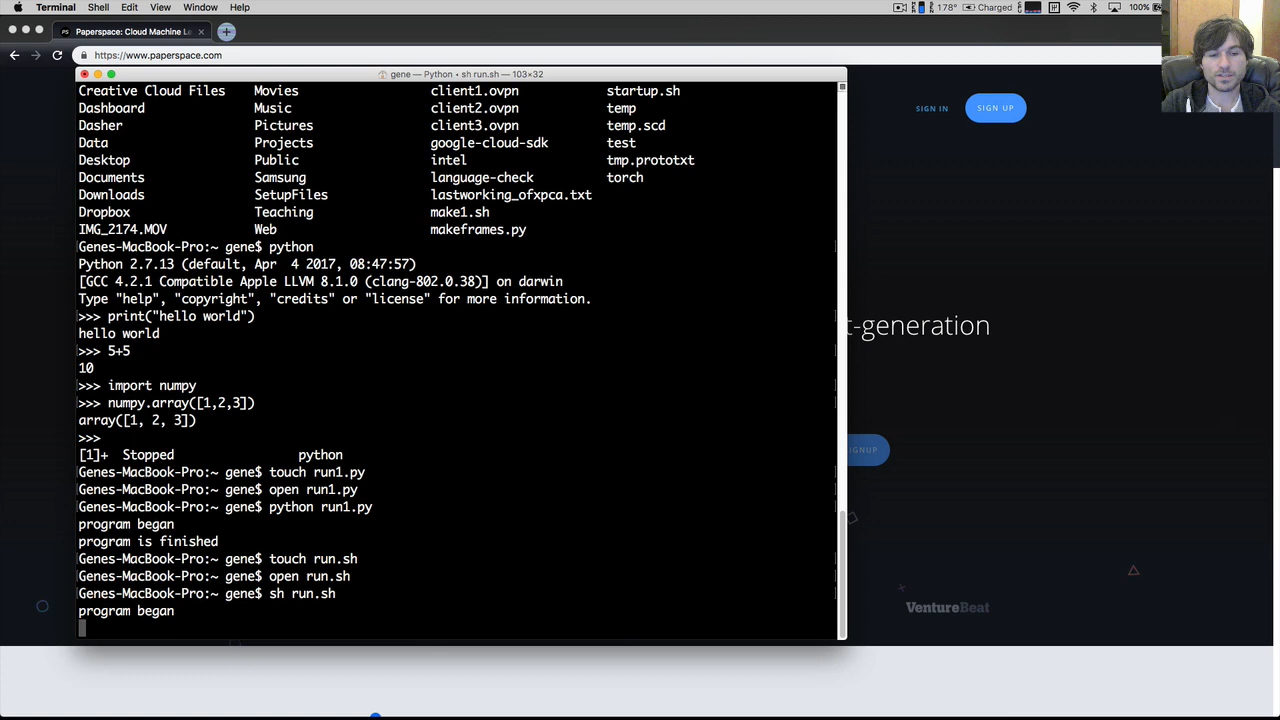 Terminal Shell Edit View Window Help 178° Charged 100%
Paperspace: Cloud Machine Le
https://www.paperspace.com
gene — Python • sh run.sh — 103×32
Creative Cloud Files Movies client1.ovpn startup.sh
Dashboard Music client2.ovpn temp
Dasher Pictures client3.ovpn temp.scd
Data Projects google-cloud-sdk test
Desktop Public intel tmp.prototxt
Documents Samsung language-check torch
Downloads SetupFiles lastworking_ofxpca.txt
Dropbox Teaching make1.sh
IMG_2174.MOV Web makeframes.py
Genes-MacBook-Pro:~ gene$ python
Python 2.7.13 (default, Apr  4 2017, 08:47:57)
[GCC 4.2.1 Compatible Apple LLVM 8.1.0 (clang-802.0.38)] on darwin
Type "help", "copyright", "credits" or "license" for more information.
>>> print("hello world")
hello world
>>> 5+5
10
>>> import numpy
>>> numpy.array([1,2,3])
array([1, 2, 3])
>>>
[1]+  Stopped python
Genes-MacBook-Pro:~ gene$ touch run1.py
Genes-MacBook-Pro:~ gene$ open run1.py
Genes-MacBook-Pro:~ gene$ python run1.py
program began
program is finished
Genes-MacBook-Pro:~ gene$ touch run.sh
Genes-MacBook-Pro:~ gene$ open run.sh
Genes-MacBook-Pro:~ gene$ sh run.sh
program began
SIGN IN SIGN UP
t-generation
IGNUP
VentureBeat